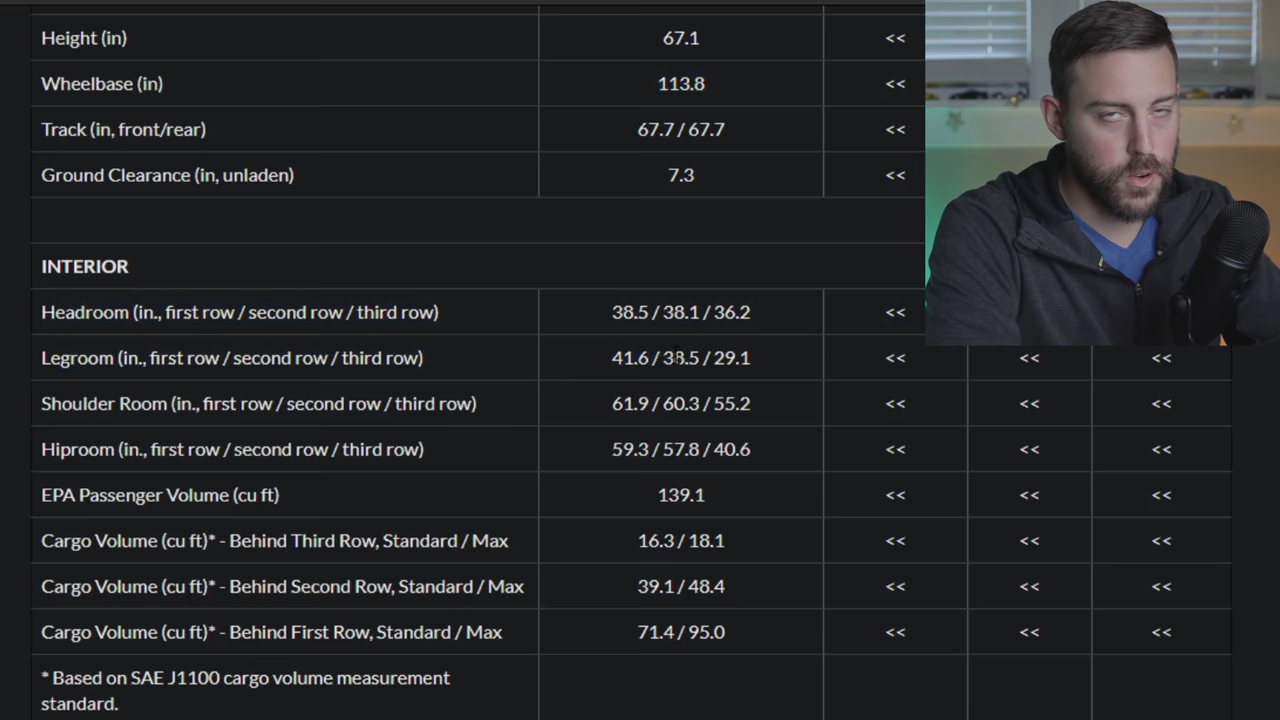 Height (in) 67.1 <<
Wheelbase (in) 113.8 <<
Track (in, front/rear) 67.7 / 67.7 <<
Ground Clearance (in, unladen) 7.3 <<
INTERIOR
Headroom (in., first row / second row / third row) 38.5 / 38.1 / 36.2 <<
Legroom (in., first row / second row / third row) 41.6 / 38.5 / 29.1 << << <<
Shoulder Room (in., first row / second row / third row) 61.9 / 60.3 / 55.2 << << <<
Hiproom (in., first row / second row / third row) 59.3 / 57.8 / 40.6 << << <<
EPA Passenger Volume (cu ft) 139.1 << << <<
Cargo Volume (cu ft)* - Behind Third Row, Standard / Max 16.3 / 18.1 << << <<
Cargo Volume (cu ft)* - Behind Second Row, Standard / Max 39.1 / 48.4 << << <<
Cargo Volume (cu ft)* - Behind First Row, Standard / Max 71.4 / 95.0 << << <<
* Based on SAE J1100 cargo volume measurement
standard.